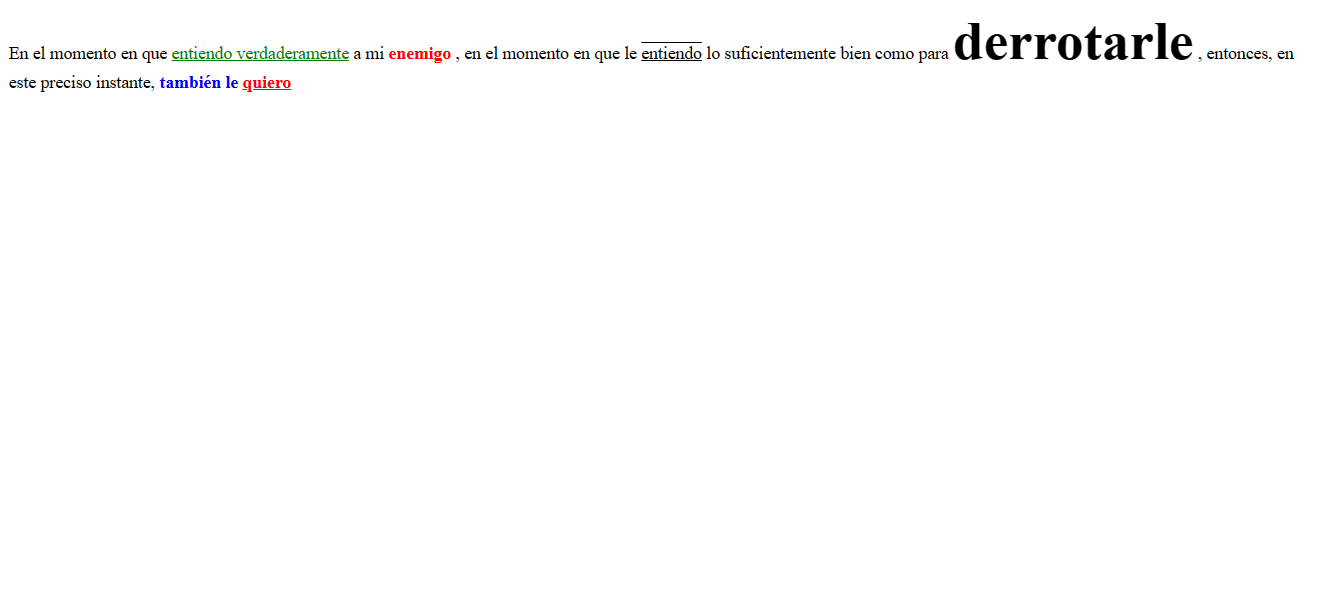 En el momento en que entiendo verdaderamente a mi enemigo , en el momento en que le entiendo lo suficientemente bien como para derrotarle , entonces, en
este preciso instante, también le quiero